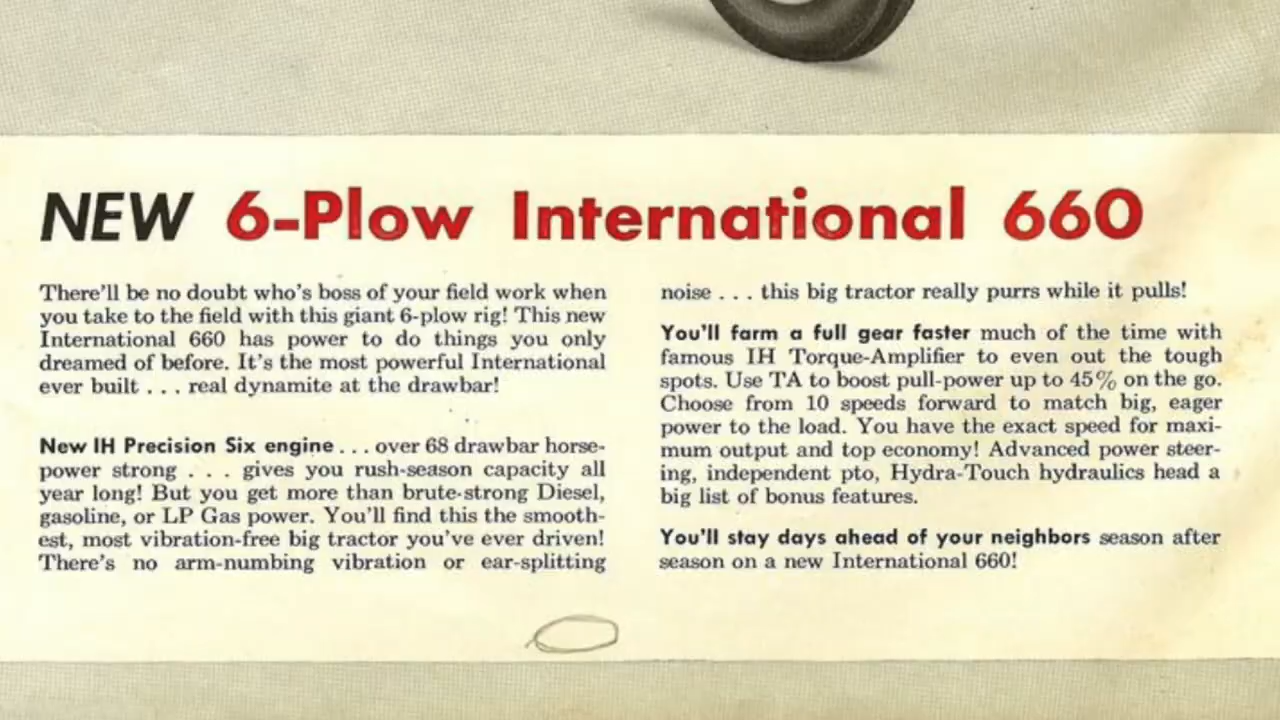 NEW 6-Plow International 660
There'll be no doubt who's boss of your field work when
you take to the field with this giant 6-plow rig! This new
International 660 has power to do things you only
dreamed of before. It's the most powerful International
ever built . . . real dynamite at the drawbar!
New IH Precision Six engine . . . over 68 drawbar horse-
power strong . . . gives you rush-season capacity all
year long! But you get more than brute-strong Diesel,
gasoline, or LP Gas power. You'll find this the smooth-
est, most vibration-free big tractor you've ever driven!
There's no arm-numbing vibration or ear-splitting
noise . . . this big tractor really purrs while it pulls!
You'll farm a full gear faster much of the time with
famous IH Torque-Amplifier to even out the tough
spots. Use TA to boost pull-power up to 45% on the go.
Choose from 10 speeds forward to match big, eager
power to the load. You have the exact speed for maxi-
mum output and top economy! Advanced power steer-
ing, independent pto, Hydra-Touch hydraulics head a
big list of bonus features.
You'll stay days ahead of your neighbors season after
season on a new International 660!